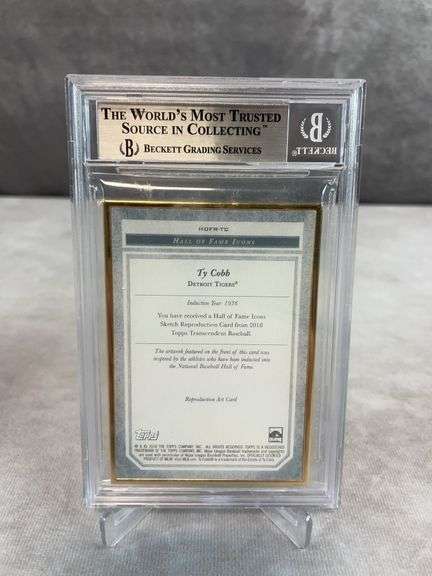 THE WORLD'S MOST TRUSTED
SOURCE IN COLLECTING™
B BECKETT GRADING SERVICES
B
BECKETT
HOFR-TC
HALL OF FAME ICONS
Ty Cobb
DETROIT TIGERS®
Induction Year: 1936
You have received a Hall of Fame Icons
Sketch Reproduction Card from 2018
Topps Transcendent Baseball.
The artwork featured on the front of this card was
inspired by the athletes who have been inducted into
the National Baseball Hall of Fame.
Reproduction Art Card
Topps